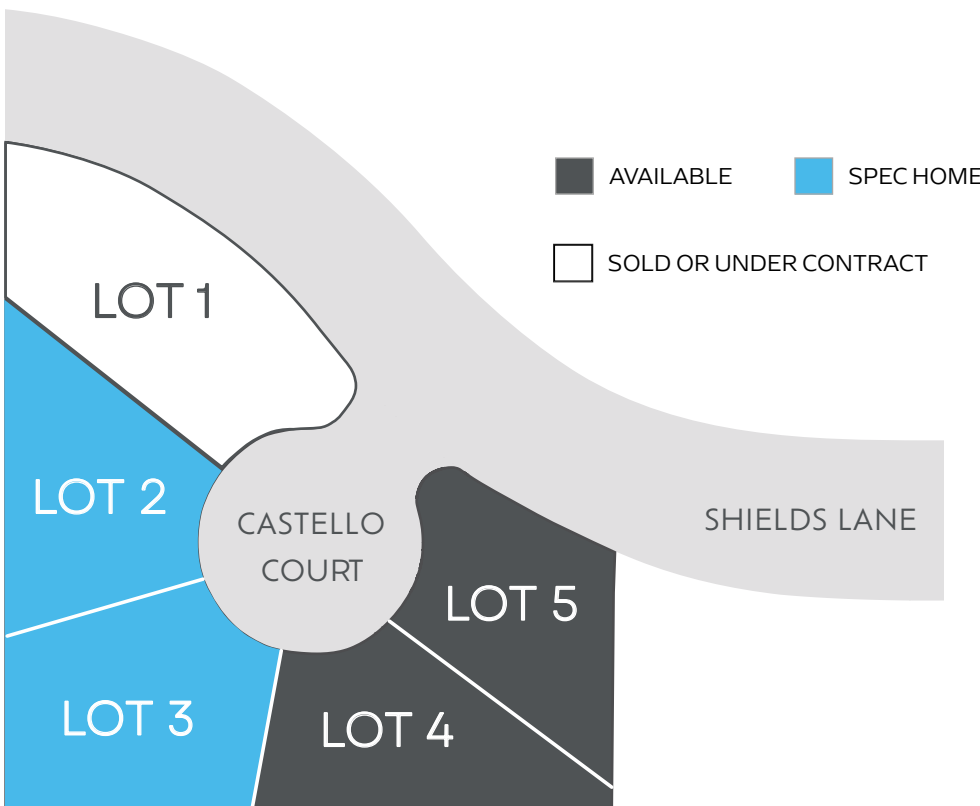 AVAILABLE
SPEC HOME
SOLD OR UNDER CONTRACT
LOT 1
LOT 2
CASTELLO
COURT
SHIELDS LANE
LOT 5
LOT 3
LOT 4